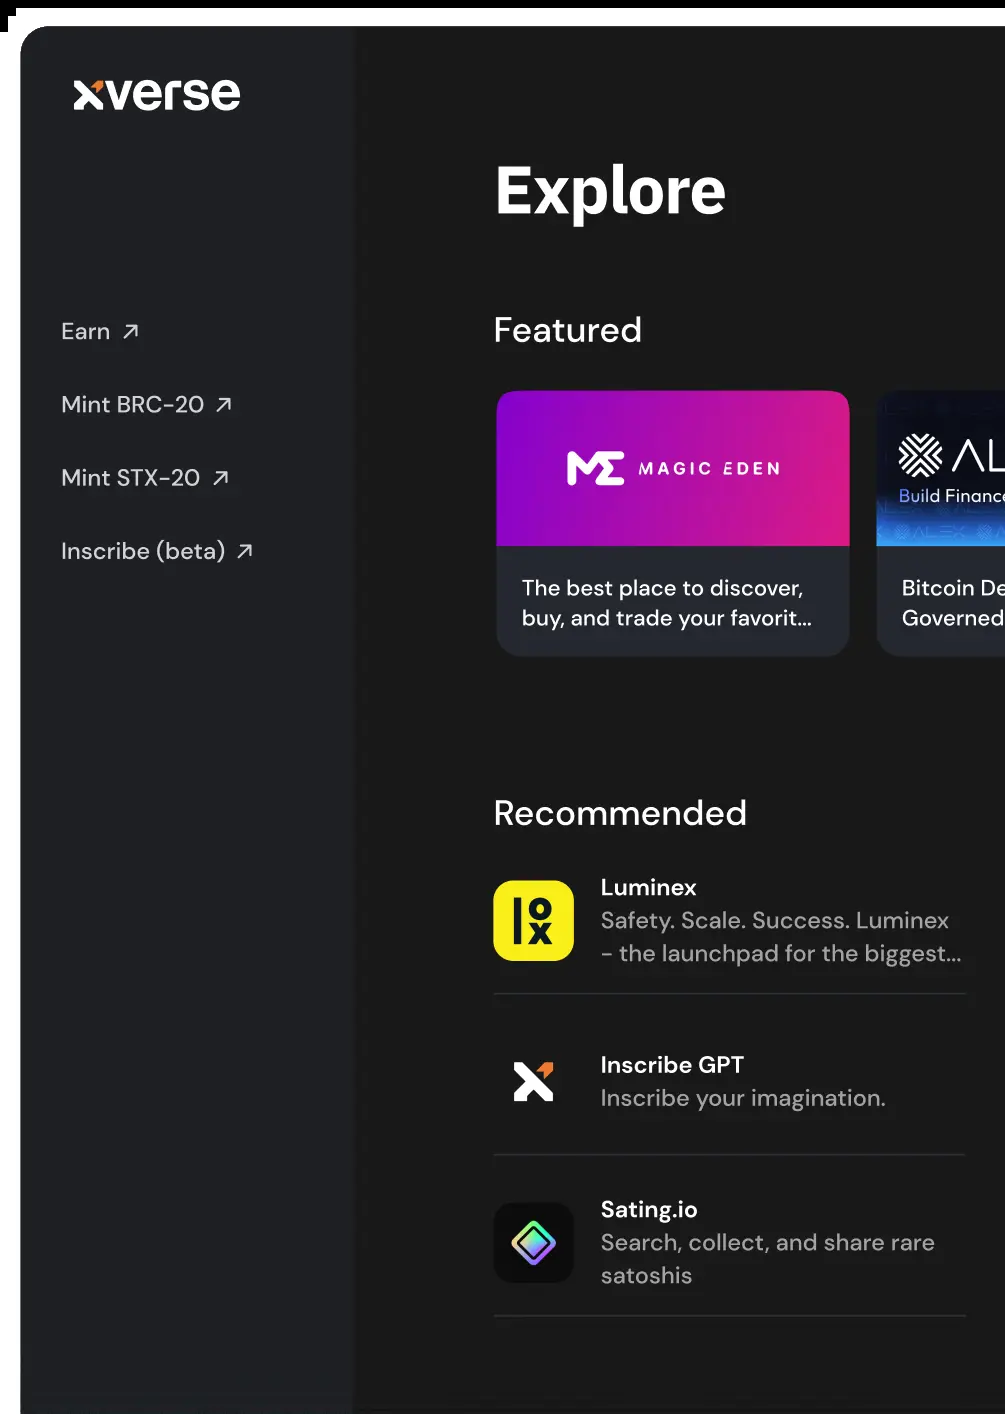 xverse
Explore
Earn
Mint BRC-20
Mint STX-20
Inscribe (beta)
Featured
MAGIC EDEN
The best place to discover,
buy, and trade your favorit...
Build Finance
Bitcoin De
Governed
Recommended
Luminex
Safety. Scale. Success. Luminex
- the launchpad for the biggest...
Inscribe GPT
Inscribe your imagination.
Sating.io
Search, collect, and share rare
satoshis